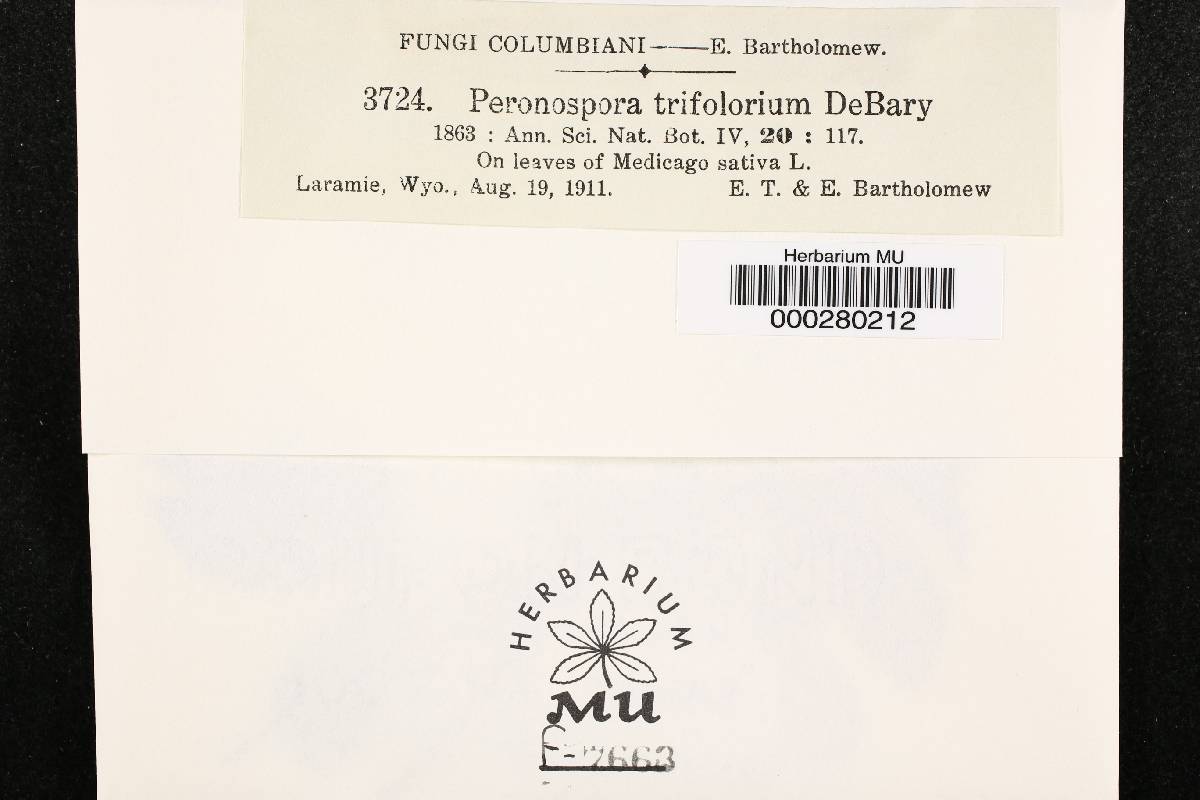 FUNGI COLUMBIANI——E. Bartholomew.
3724. Peronospora trifolorium DeBary
1863 : Ann. Sci. Nat. Bot. IV, 20 : 117.
On leaves of Medicago sativa L.
Laramie, Wyo., Aug. 19, 1911. E. T. & E. Bartholomew
Herbarium MU
000280212
HERBARIUM
MU
F-7663